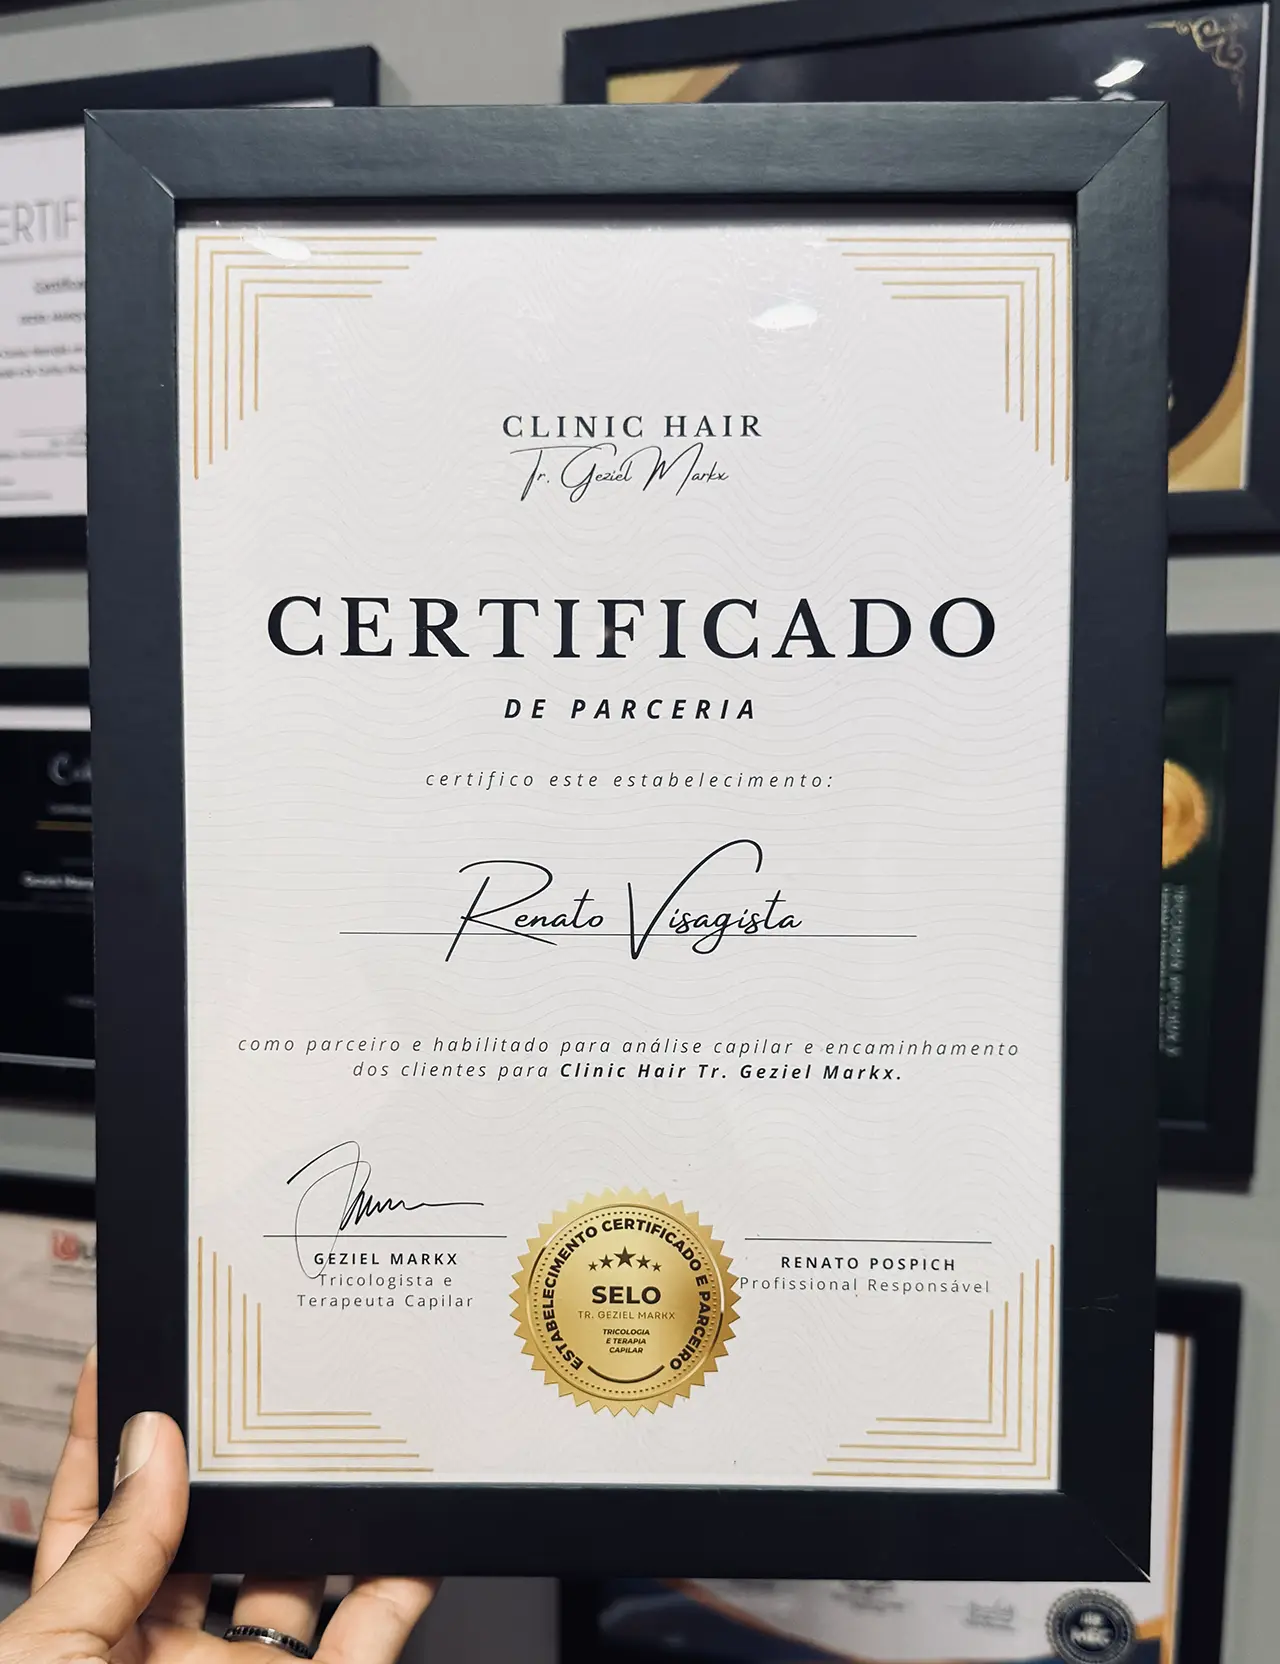 CLINIC HAIR
Tr. Geziel Markx
CERTIFICADO
DE PARCERIA
certifico este estabelecimento:
Renato Visagista
como parceiro e habilitado para análise capilar e encaminhamento
dos clientes para Clinic Hair Tr. Geziel Markx.
GEZIEL MARKX
Tricologista e
Terapeuta Capilar
ESTABELECIMENTO CERTIFICADO E PARCEIRO
SELO
TR. GEZIEL MARKX
TRICOLOGIA
E TERAPIA
CAPILAR
RENATO POSPICH
Profissional Responsável
ERTIF